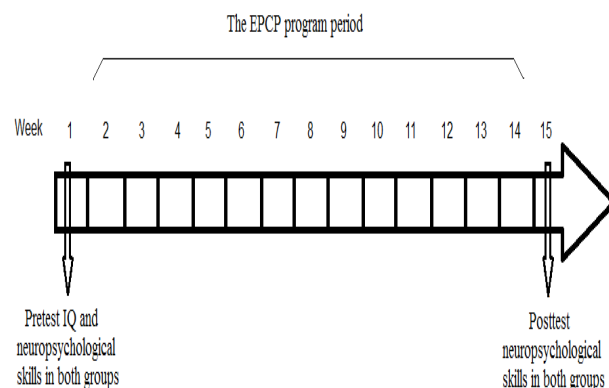 The EPCP program period
Week 1 2 3 4 5 6 7 8 9 10 11 12 13 14 15
Pretest IQ and
neuropsychological
skills in both groups
Posttest
neuropsychological
skills in both groups